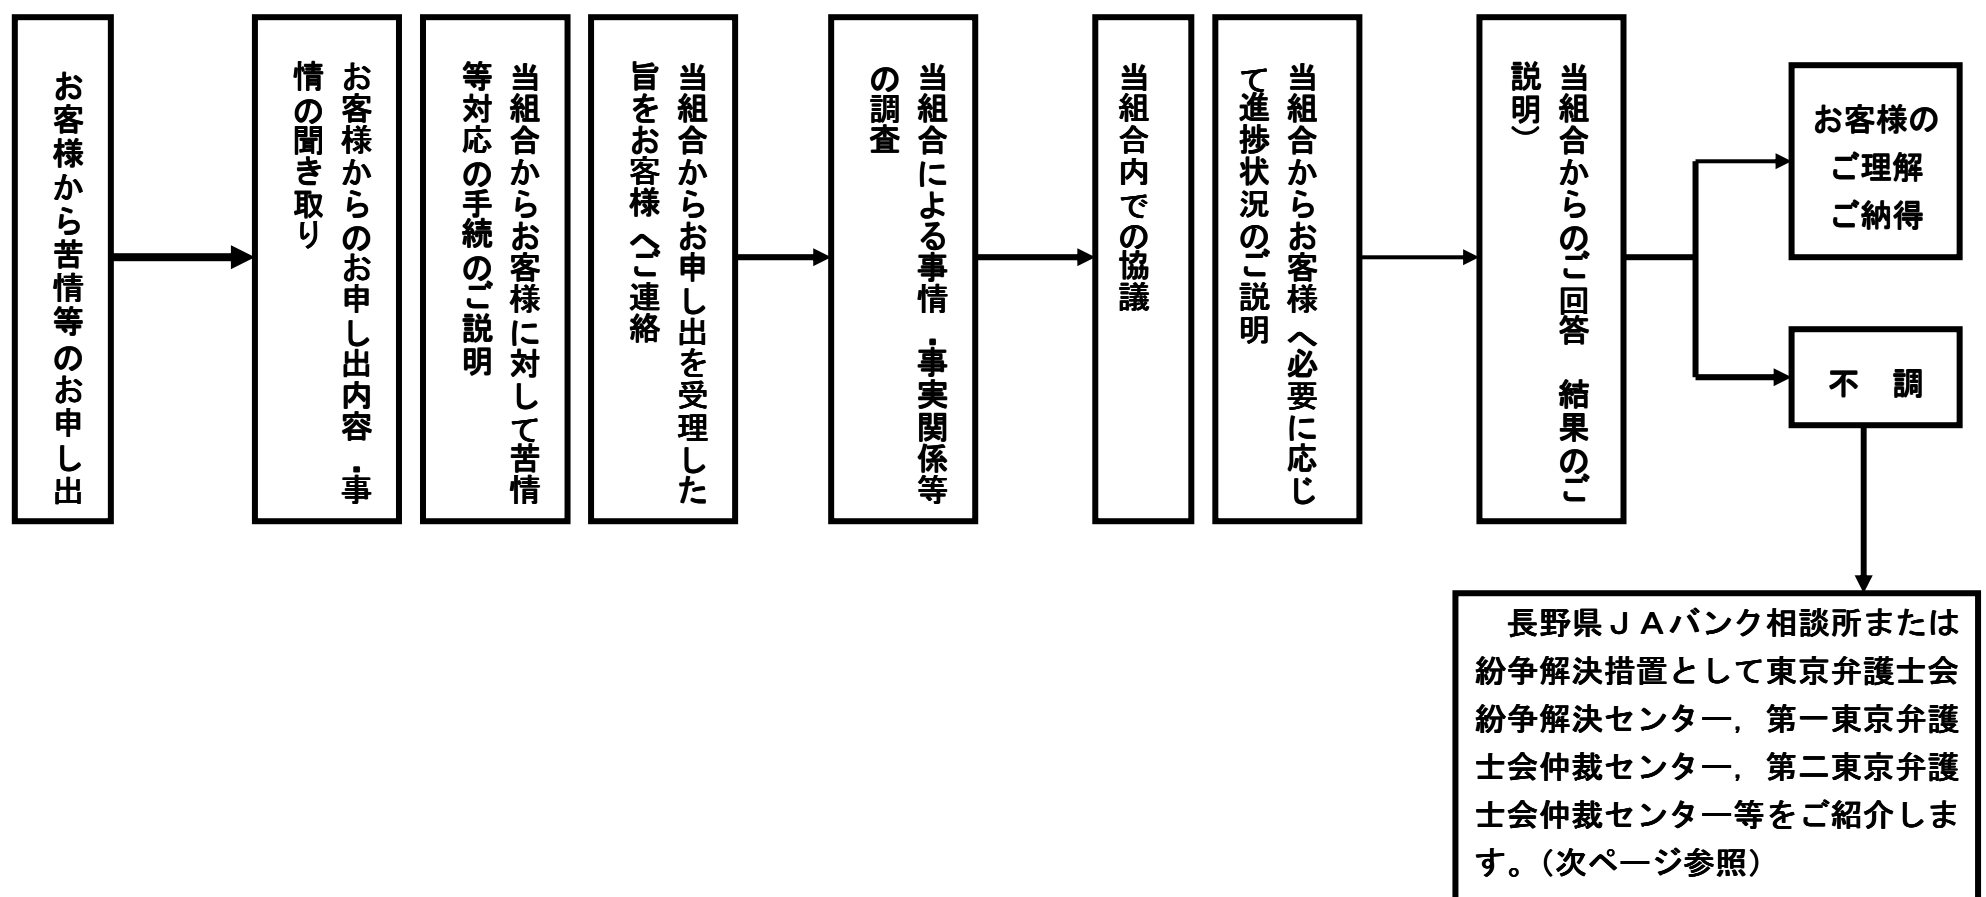 お客様から苦情等のお申し出
お客様からのお申し出内容・事
情の聞き取り
当組合からお客様に対して苦情
等対応の手続のご説明
当組合からお申し出を受理した
旨をお客様へご連絡
当組合による事情・事実関係等
の調査
当組合内での協議
当組合からお客様へ必要に応じ
て進捗状況のご説明
当組合からのご回答　結果のご
説明）
お客様の
ご理解
ご納得
不　調
長野県ＪＡバンク相談所または
紛争解決措置として東京弁護士会
紛争解決センター，第一東京弁護
士会仲裁センター，第二東京弁護
士会仲裁センター等をご紹介しま
す。（次ページ参照）